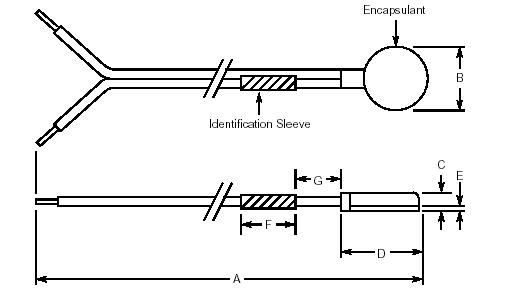 Encapsulant
B
Identification Sleeve
C
E
G
F
D
A